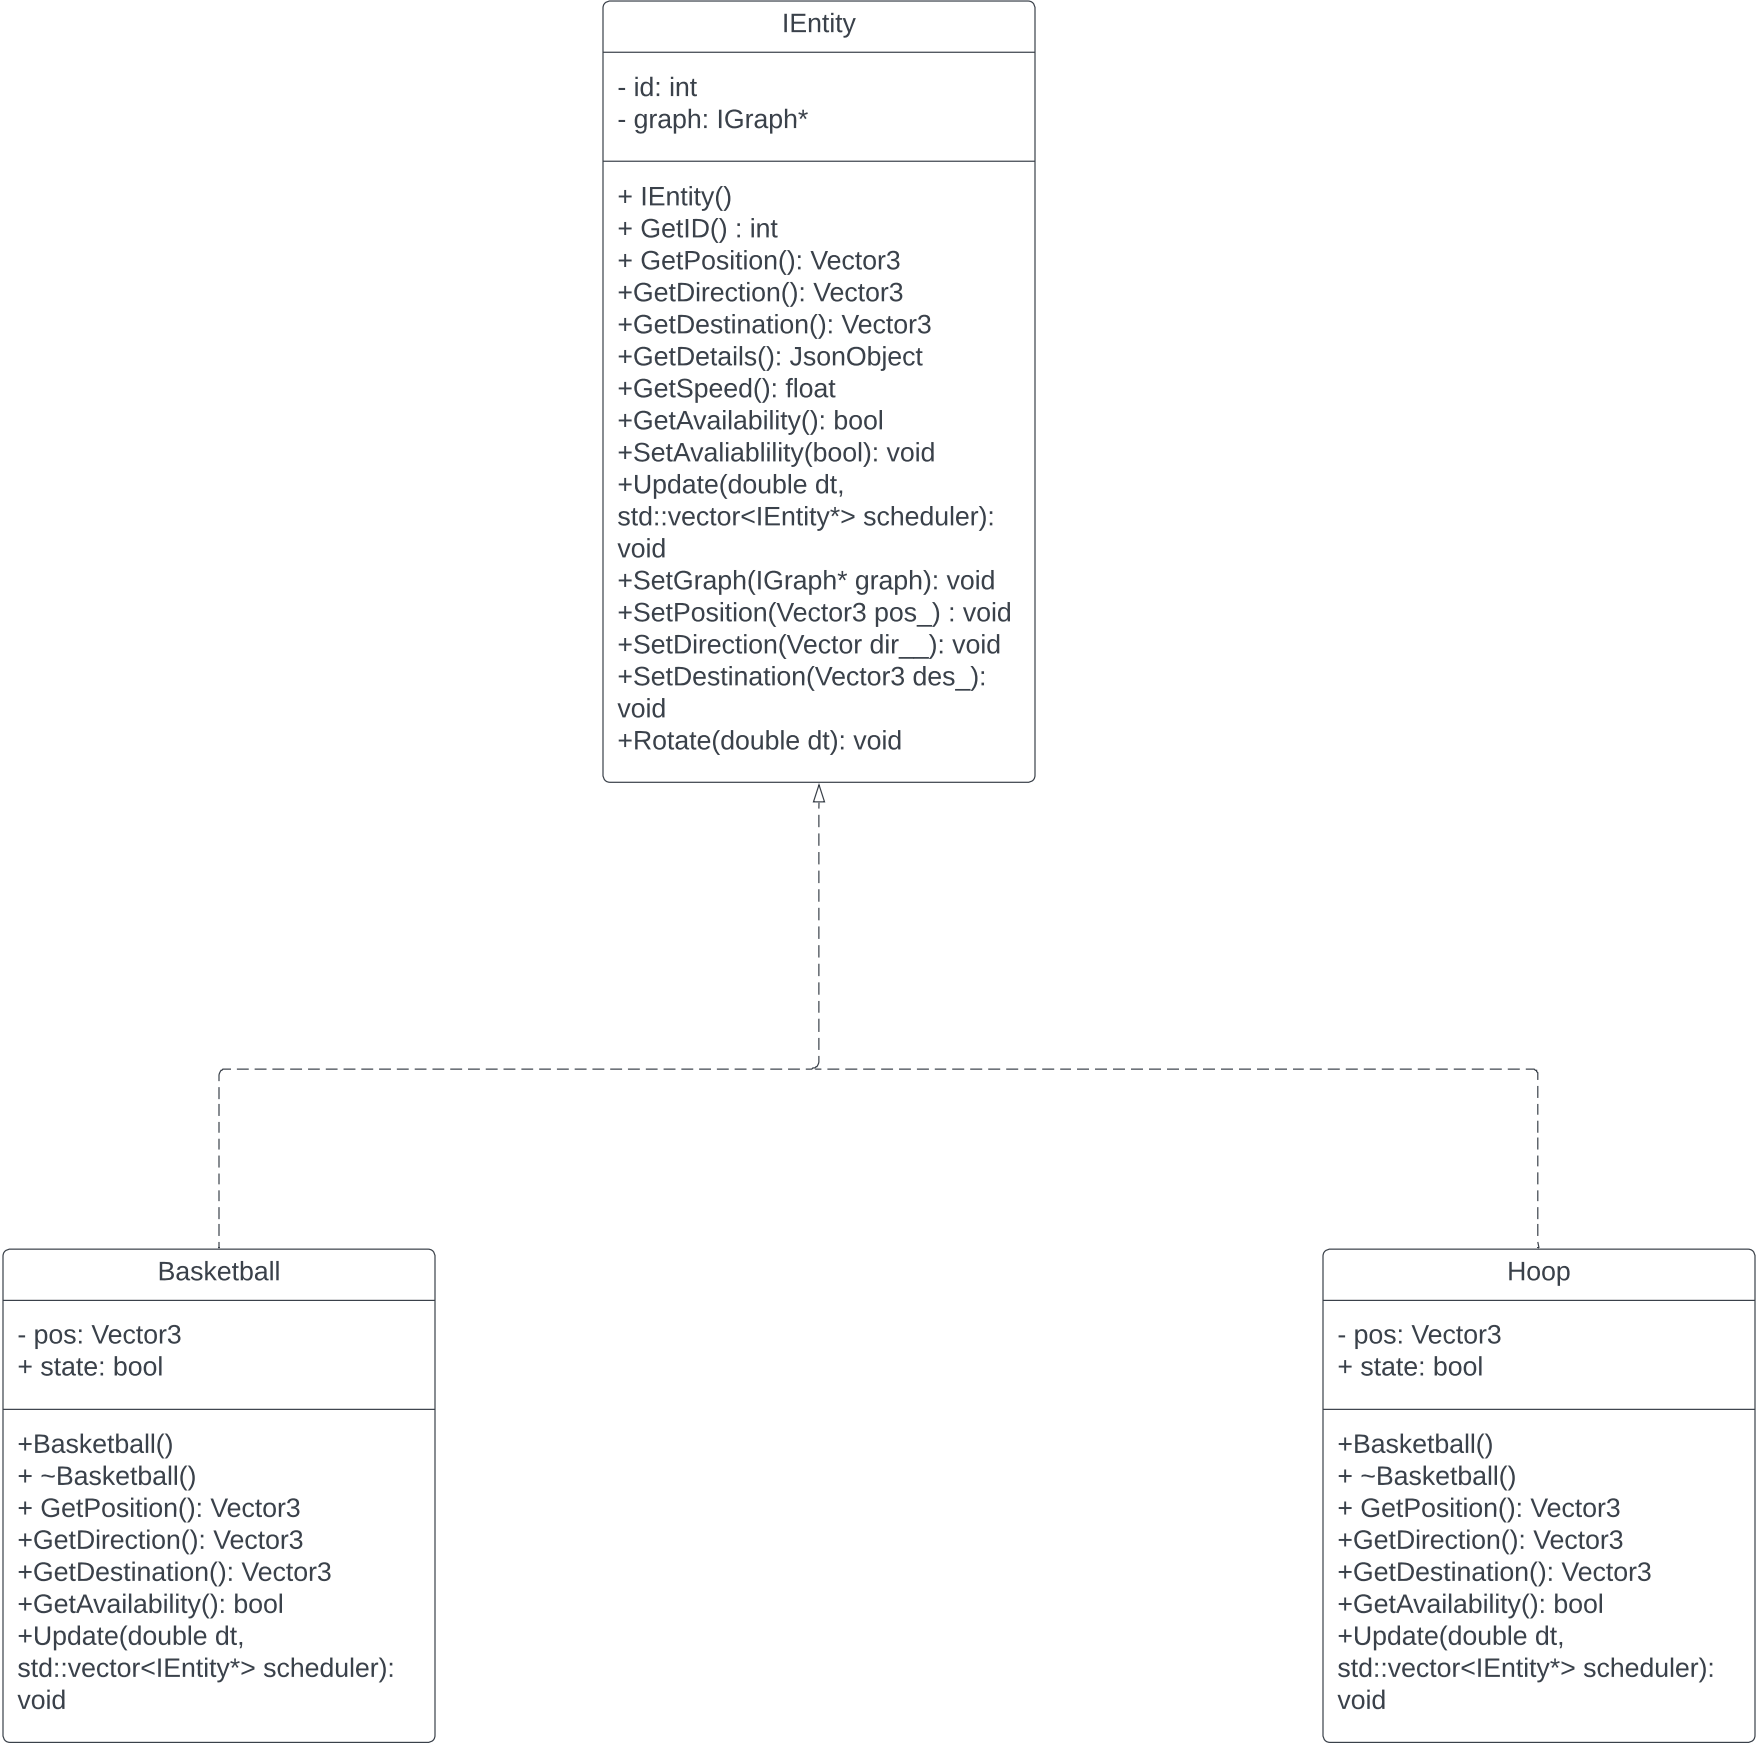 IEntity
- id: int
- graph: IGraph*
+ IEntity()
+ GetID() : int
+ GetPosition(): Vector3
+GetDirection(): Vector3
+GetDestination(): Vector3
+GetDetails(): JsonObject
+GetSpeed(): float
+GetAvailability(): bool
+SetAvaliablility(bool): void
+Update(double dt,
std::vector<IEntity*> scheduler):
void
+SetGraph(IGraph* graph): void
+SetPosition(Vector3 pos_) : void
+SetDirection(Vector dir__): void
+SetDestination(Vector3 des_):
void
+Rotate(double dt): void
Basketball
- pos: Vector3
+ state: bool
+Basketball()
+ ~Basketball()
+ GetPosition(): Vector3
+GetDirection(): Vector3
+GetDestination(): Vector3
+GetAvailability(): bool
+Update(double dt,
std::vector<IEntity*> scheduler):
void
Hoop
- pos: Vector3
+ state: bool
+Basketball()
+ ~Basketball()
+ GetPosition(): Vector3
+GetDirection(): Vector3
+GetDestination(): Vector3
+GetAvailability(): bool
+Update(double dt,
std::vector<IEntity*> scheduler):
void